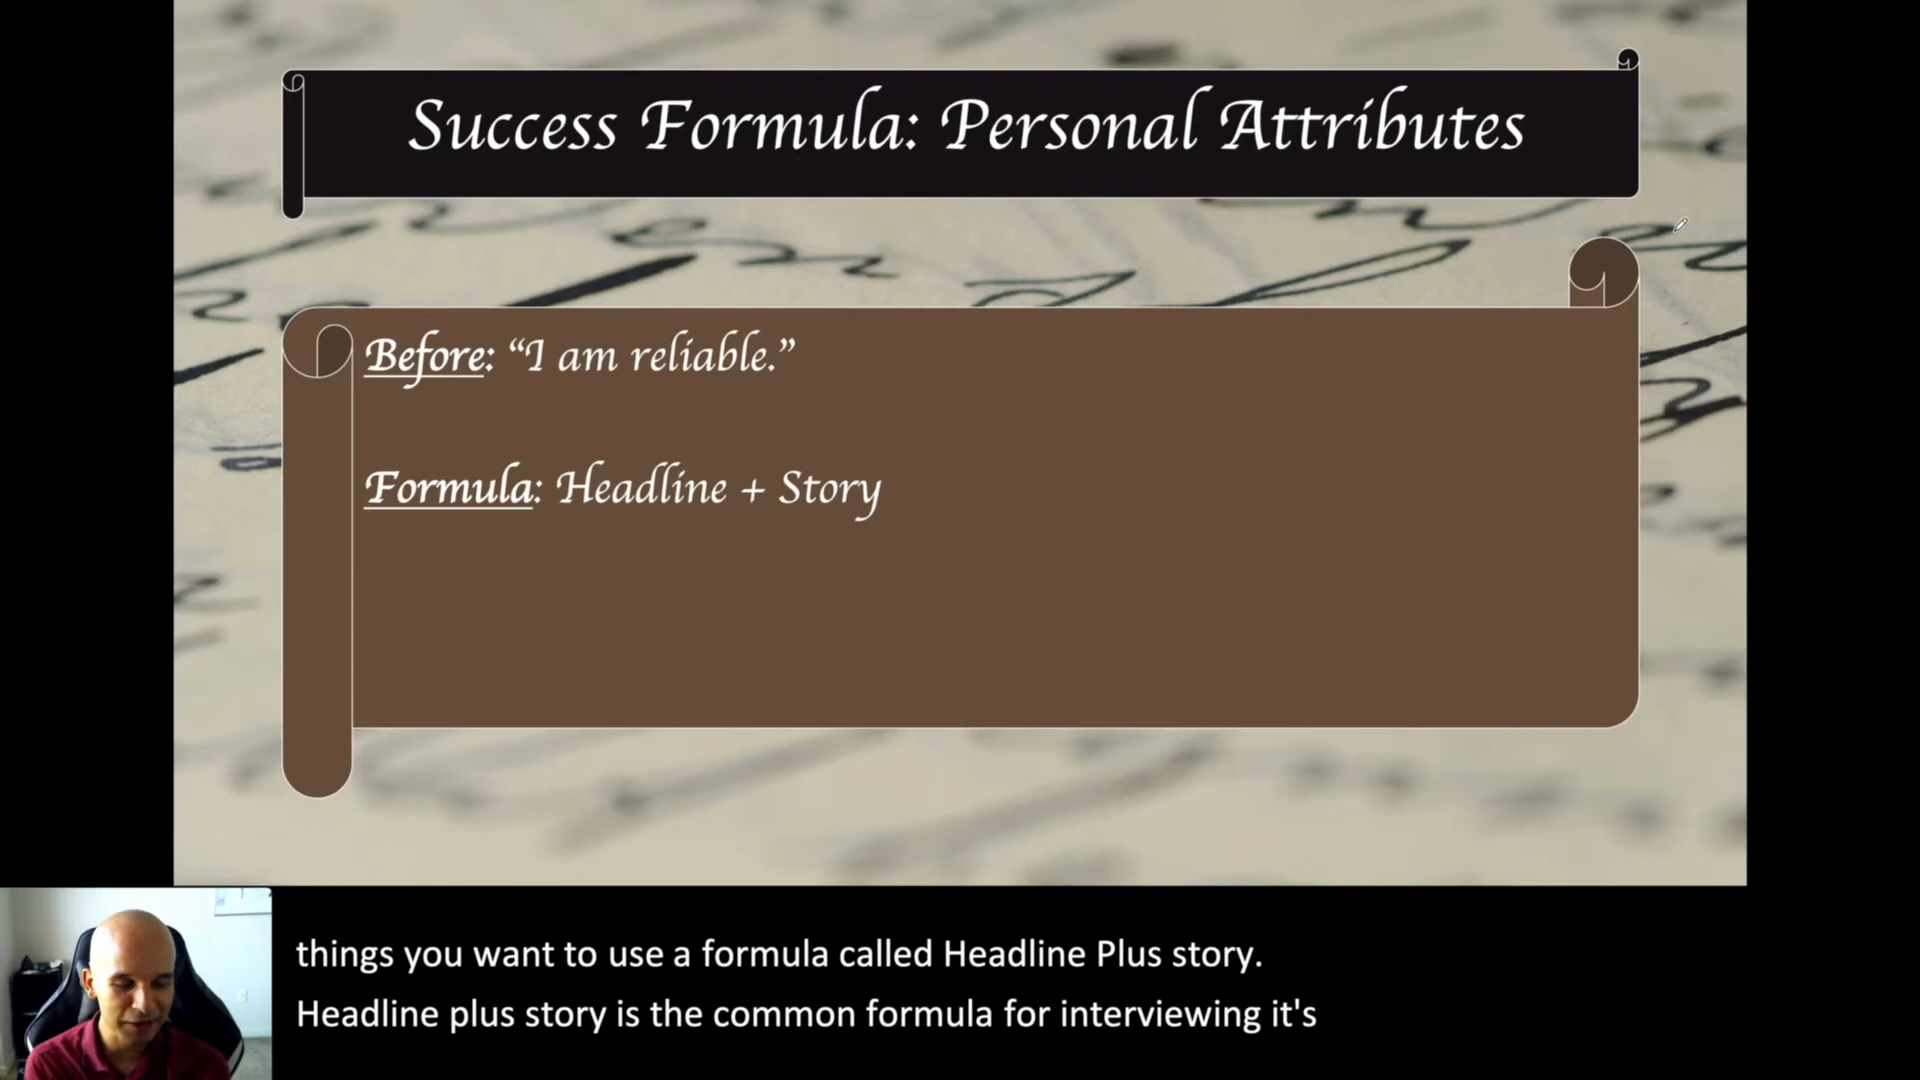 Success Formula: Personal Attributes
Before: “I am reliable.”
Formula: Headline + Story
things you want to use a formula called Headline Plus story.
Headline plus story is the common formula for interviewing it's